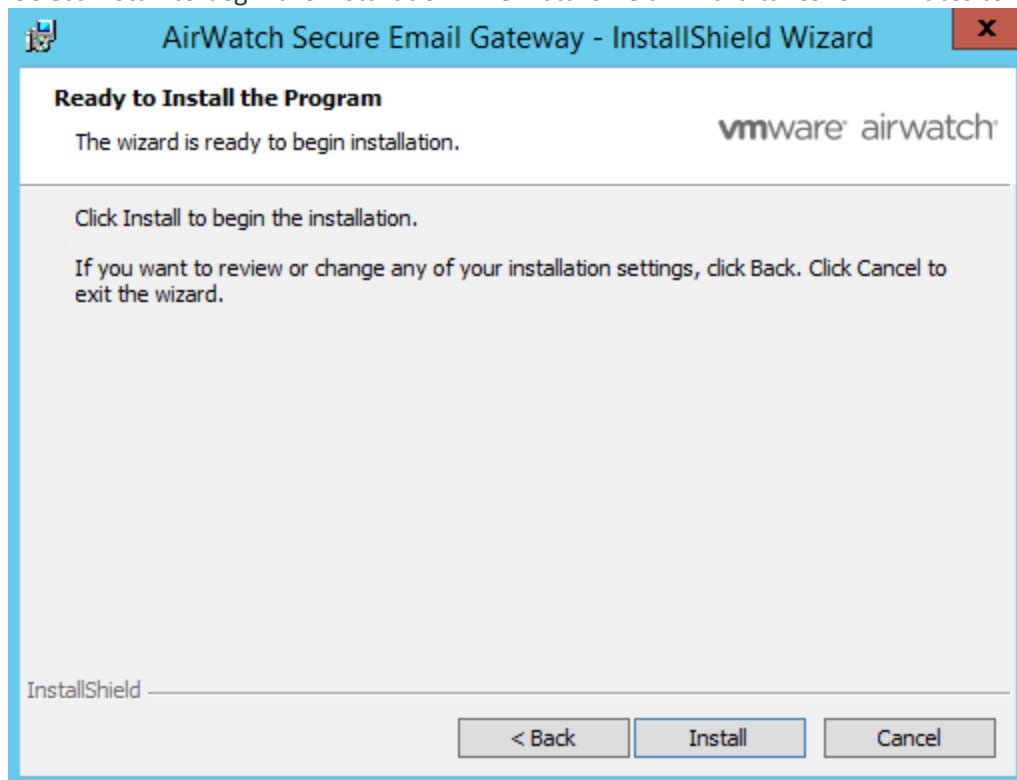 AirWatch Secure Email Gateway - InstallShield Wizard
x
Ready to Install the Program
The wizard is ready to begin installation.
vmware airwatch
Click Install to begin the installation.
If you want to review or change any of your installation settings, click Back. Click Cancel to
exit the wizard.
InstallShield
< Back Install Cancel